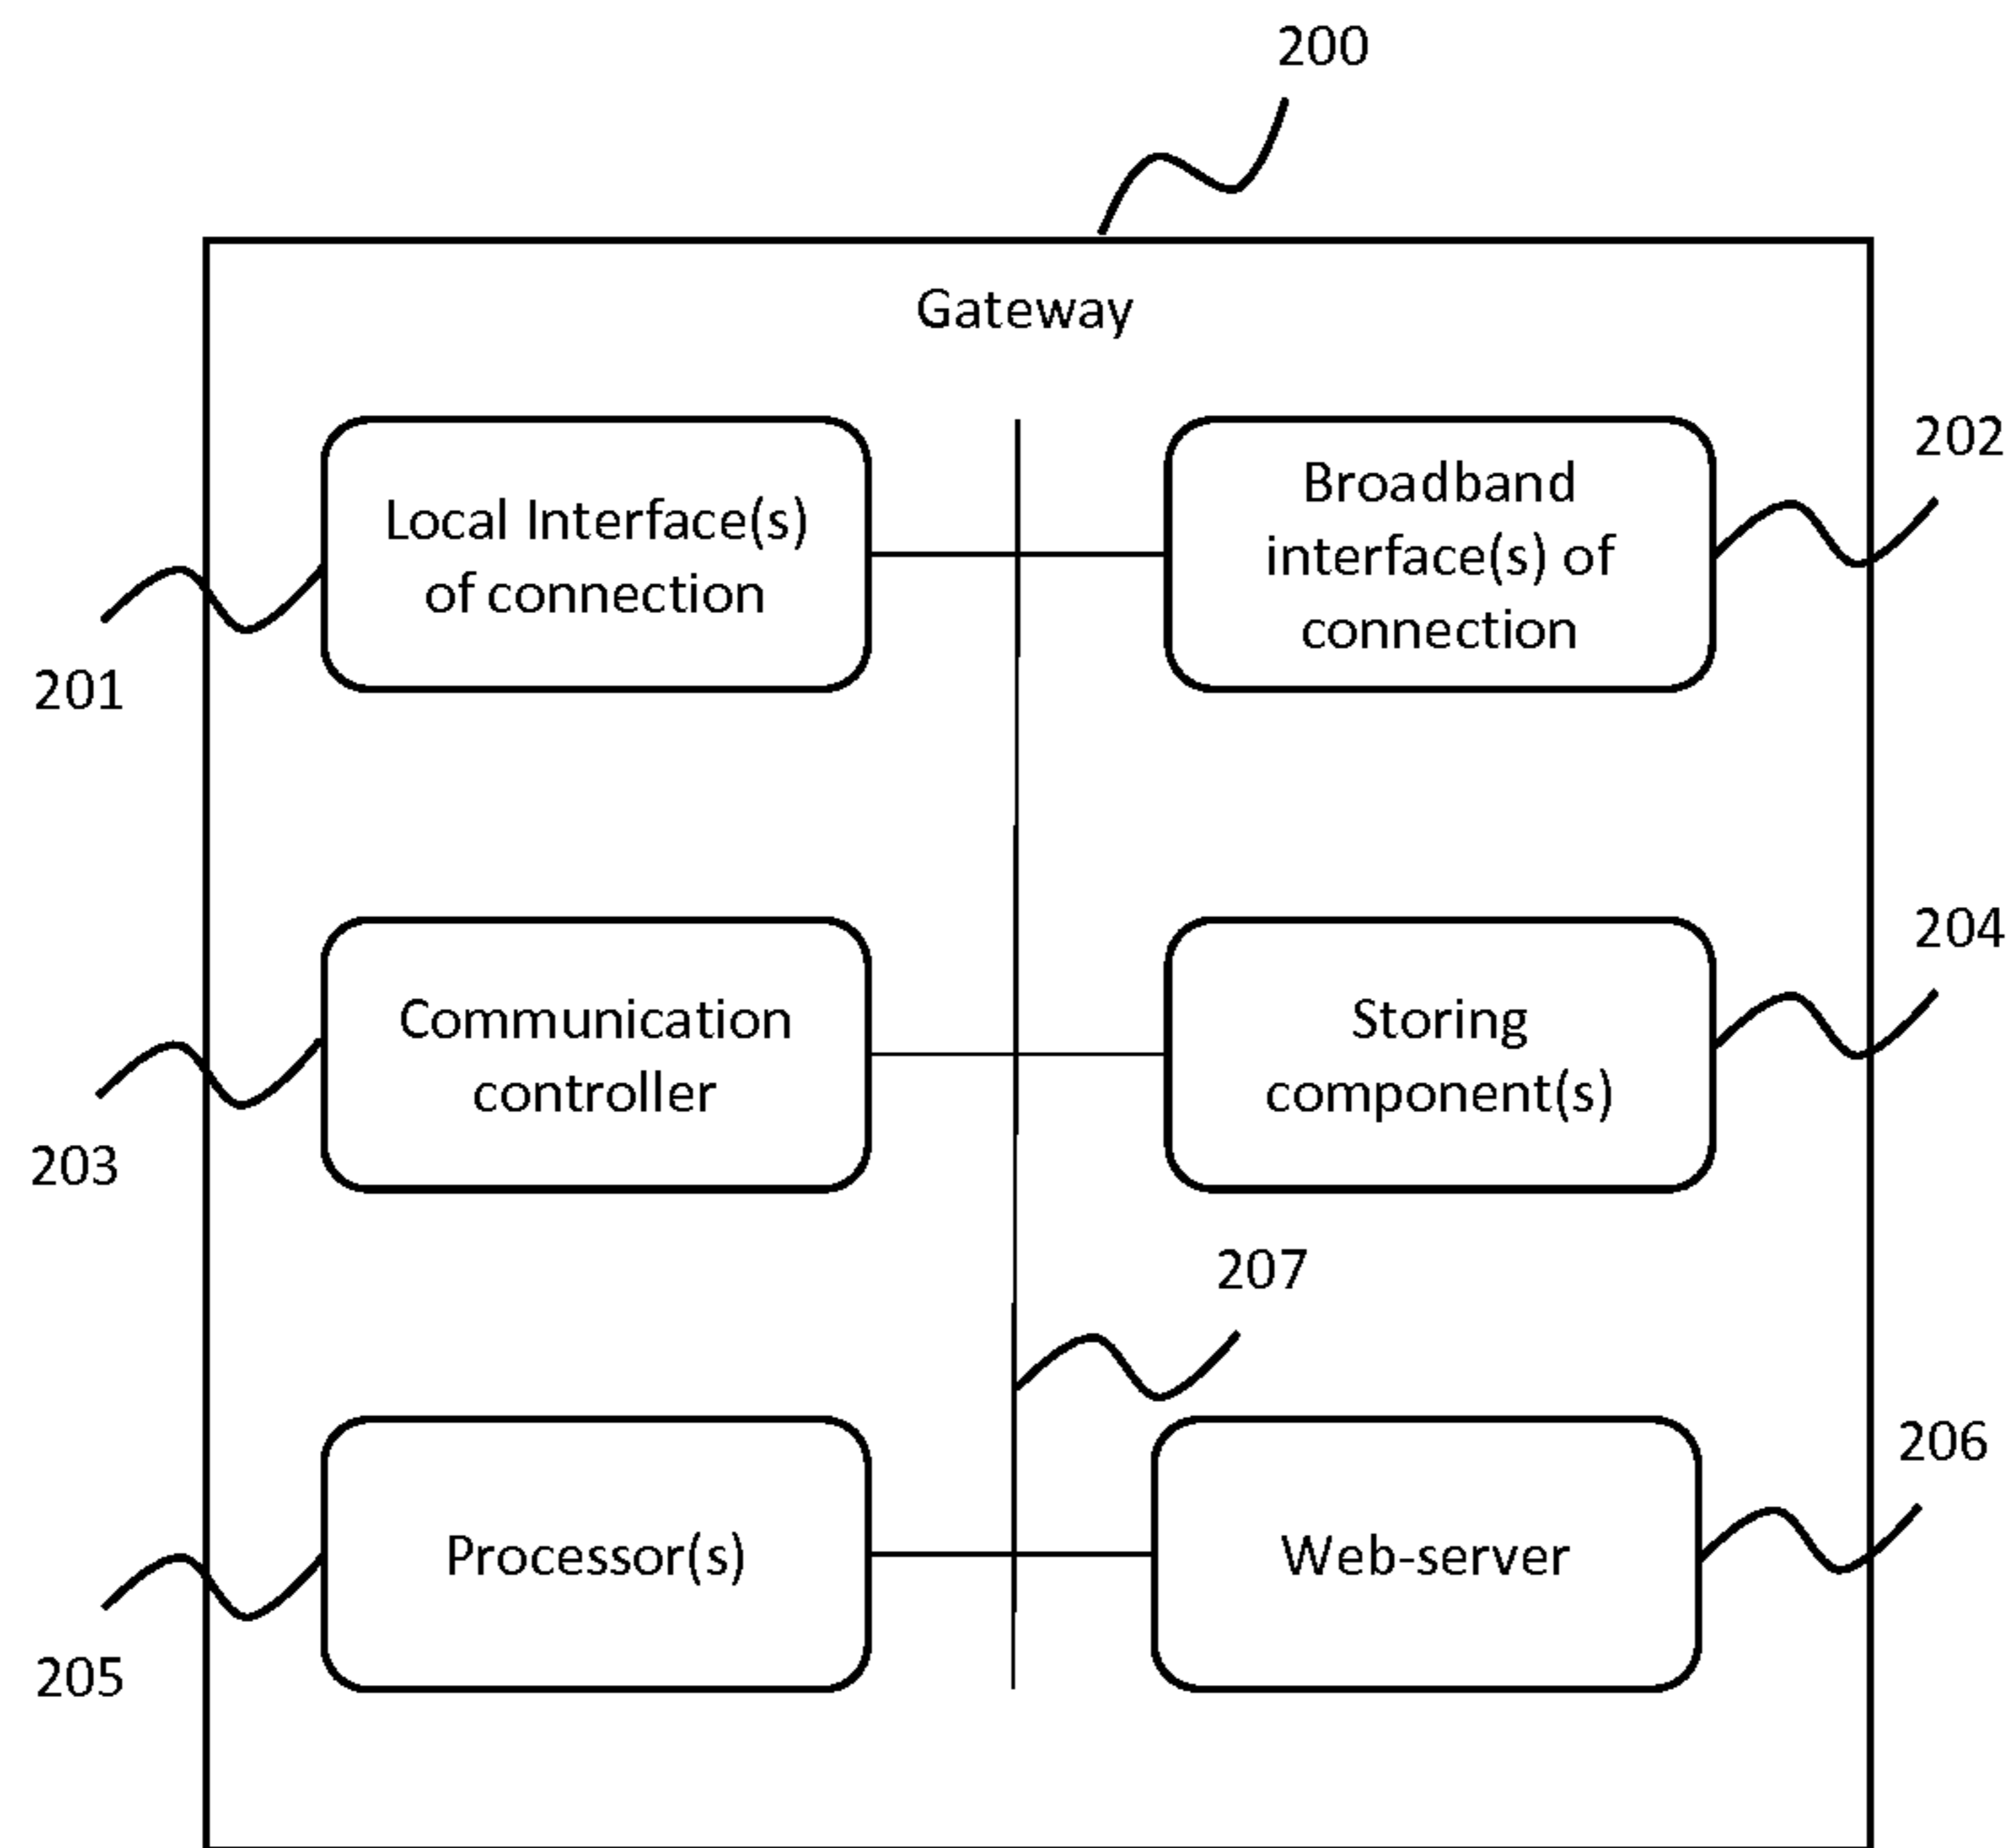 200
Gateway
Local Interface(s)
of connection
201
Broadband
interface(s) of
connection
202
Communication
controller
203
Storing
component(s)
204
207
Processor(s)
205
Web-server
206